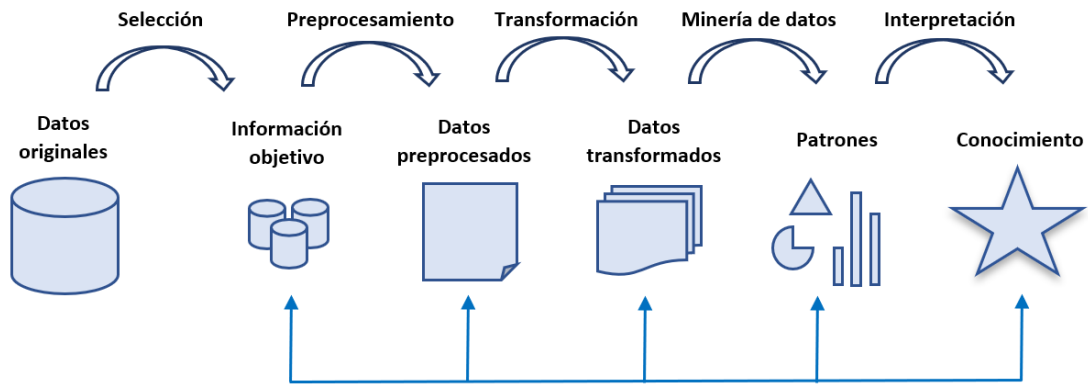 Selección
Preprocesamiento
Transformación
Minería de datos
Interpretación
Datos
originales
Información
objetivo
Datos
preprocesados
Datos
transformados
Patrones
Conocimiento